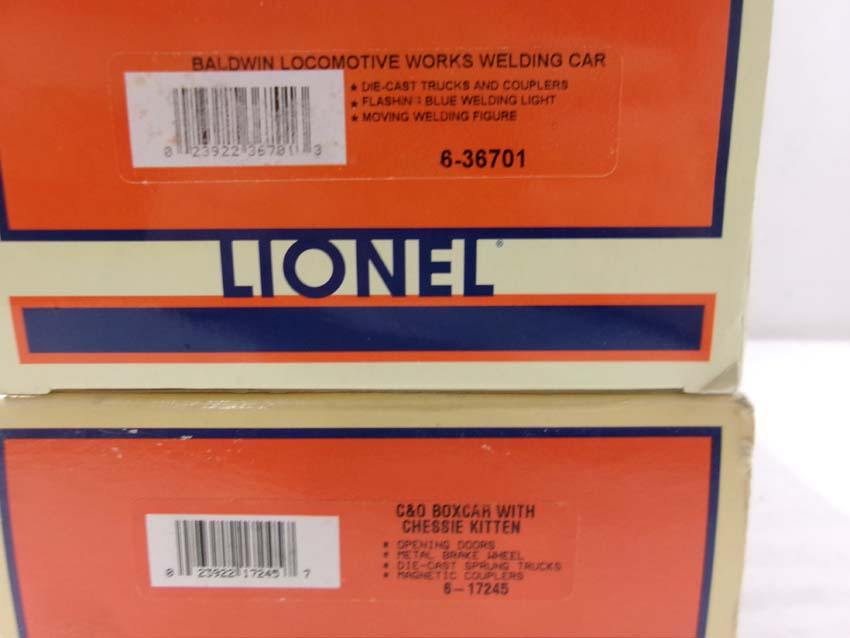 BALDWIN LOCOMOTIVE WORKS WELDING CAR
★ DIE-CAST TRUCKS AND COUPLERS
★ FLASHING BLUE WELDING LIGHT
★ MOVING WELDING FIGURE
0 23922 36701 3
6-36701
LIONEL®
C&O BOXCAR WITH
CHESSIE KITTEN
* OPENING DOORS
* METAL BRAKE WHEEL
* DIE-CAST SPRUNG TRUCKS
* MAGNETIC COUPLERS
0 23922 17245 7
6-17245